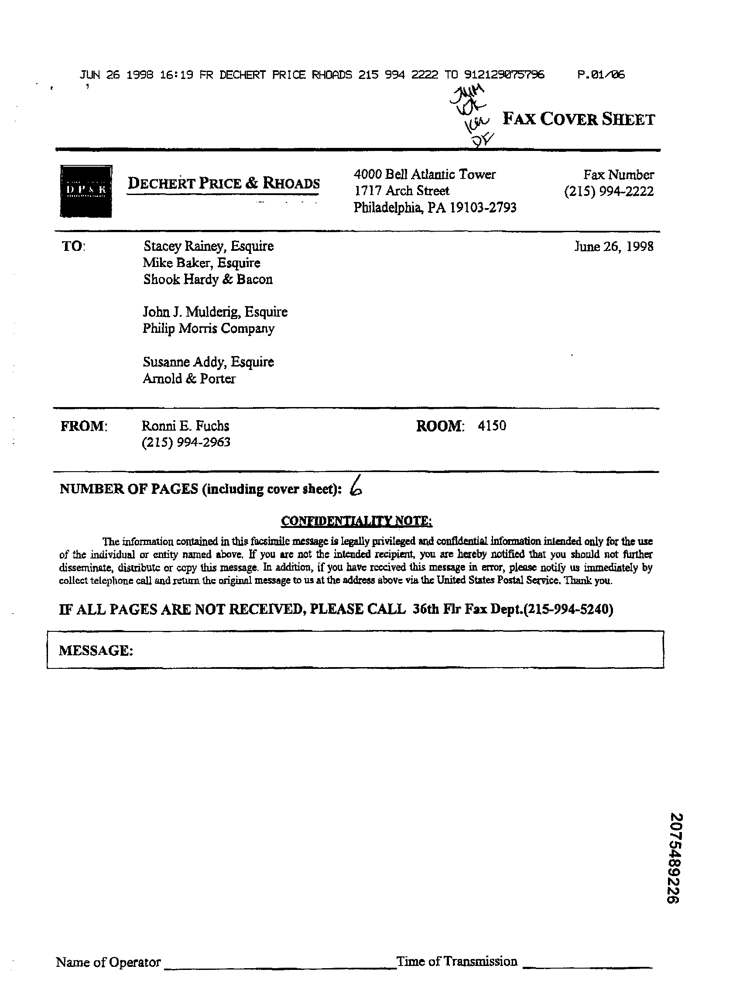 JUN 26 1998 16:19 FR DECHERT PRICE RHOADS 215 994 2222 TO 912129075796 P.01/06
FAX COVER SHEET
D P & R
DECHERT PRICE & RHOADS
4000 Bell Atlantic Tower
1717 Arch Street
Philadelphia, PA 19103-2793
Fax Number
(215) 994-2222
TO: Stacey Rainey, Esquire June 26, 1998
Mike Baker, Esquire
Shook Hardy & Bacon
John J. Mulderig, Esquire
Philip Morris Company
Susanne Addy, Esquire
Arnold & Porter
FROM: Ronni E. Fuchs ROOM: 4150
(215) 994-2963
NUMBER OF PAGES (including cover sheet): 6
CONFIDENTIALITY NOTE:
The information contained in this facsimile message is legally privileged and confidential information intended only for the use
of the individual or entity named above. If you are not the intended recipient, you are hereby notified that you should not further
disseminate, distribute or copy this message. In addition, if you have received this message in error, please notify us immediately by
collect telephone call and return the original message to us at the address above via the United States Postal Service. Thank you.
IF ALL PAGES ARE NOT RECEIVED, PLEASE CALL 36th Flr Fax Dept.(215-994-5240)
MESSAGE:
2075489226
Name of Operator Time of Transmission